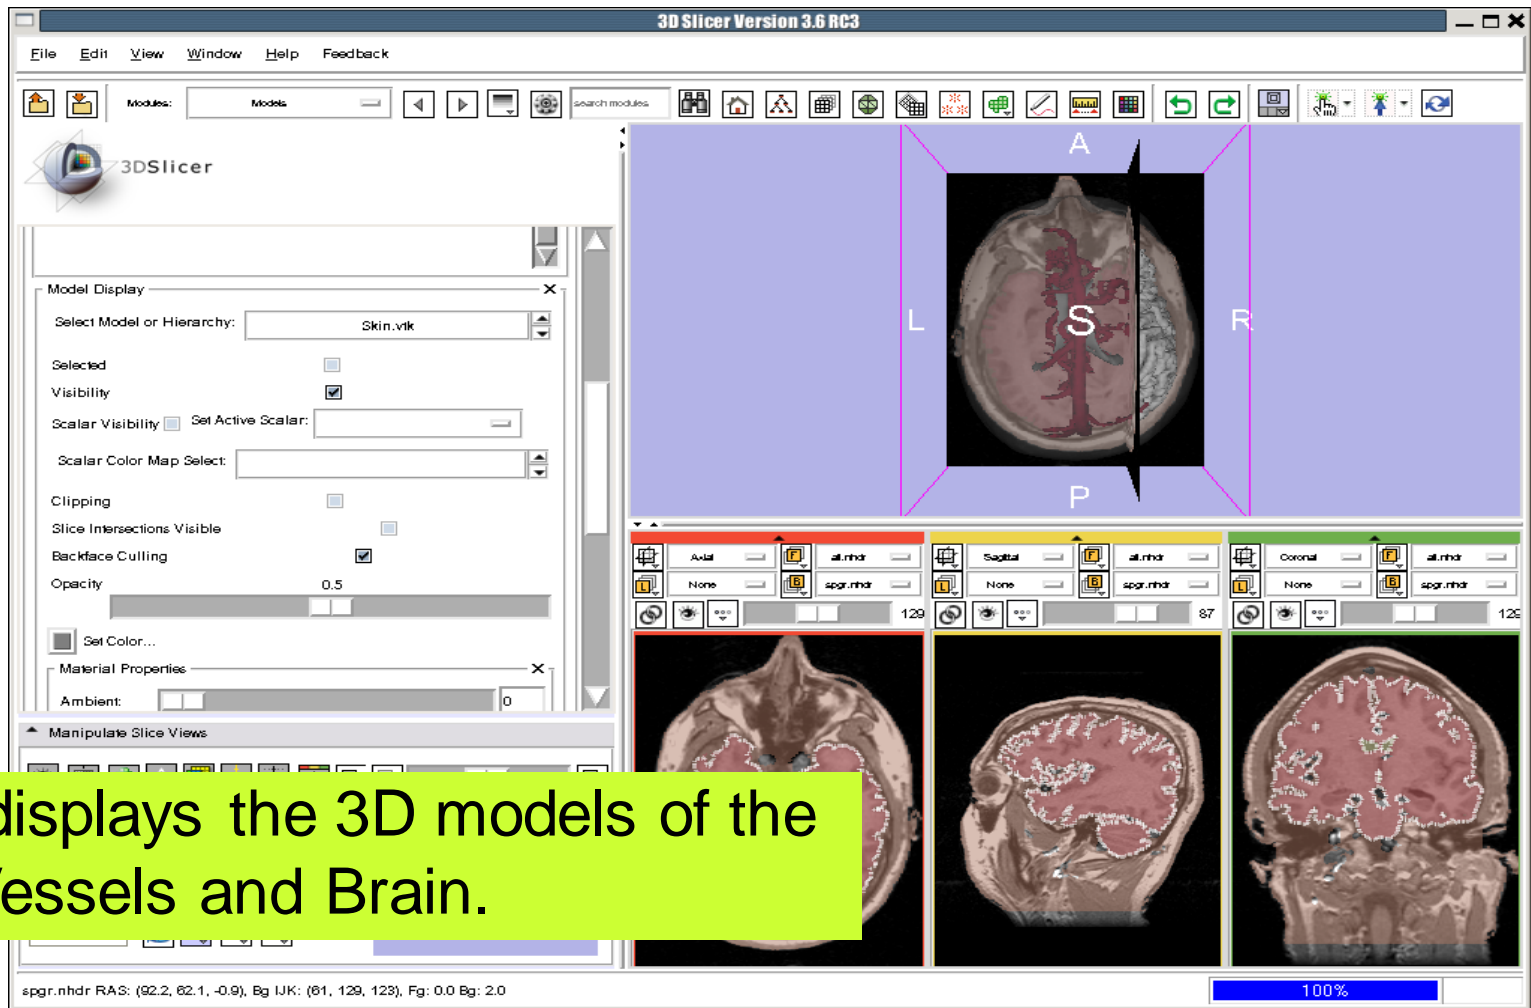 3D Slicer Version 3.6 RC3
File Edit View Window Help Feedback
Modules: Models search modules
3DSlicer
Model Display
Select Model or Hierarchy: Skin.vtk
Selected
Visibility
Scalar Visibility Set Active Scalar:
Scalar Color Map Select:
Clipping
Slice Intersections Visible
Backface Culling
Opacity 0.5
Set Color...
Material Properties
Ambient: 0
Manipulate Slice Views
A
L S R
P
Axial F all.nhdr
L None B spgr.nhdr
129
Sagittal F all.nhdr
L None B spgr.nhdr
87
Coronal F all.nhdr
L None B spgr.nhdr
129
displays the 3D models of the
Vessels and Brain.
spgr.nhdr RAS: (92.2, 62.1, -0.9), Bg IJK: (61, 129, 123), Fg: 0.0 Bg: 2.0
100%